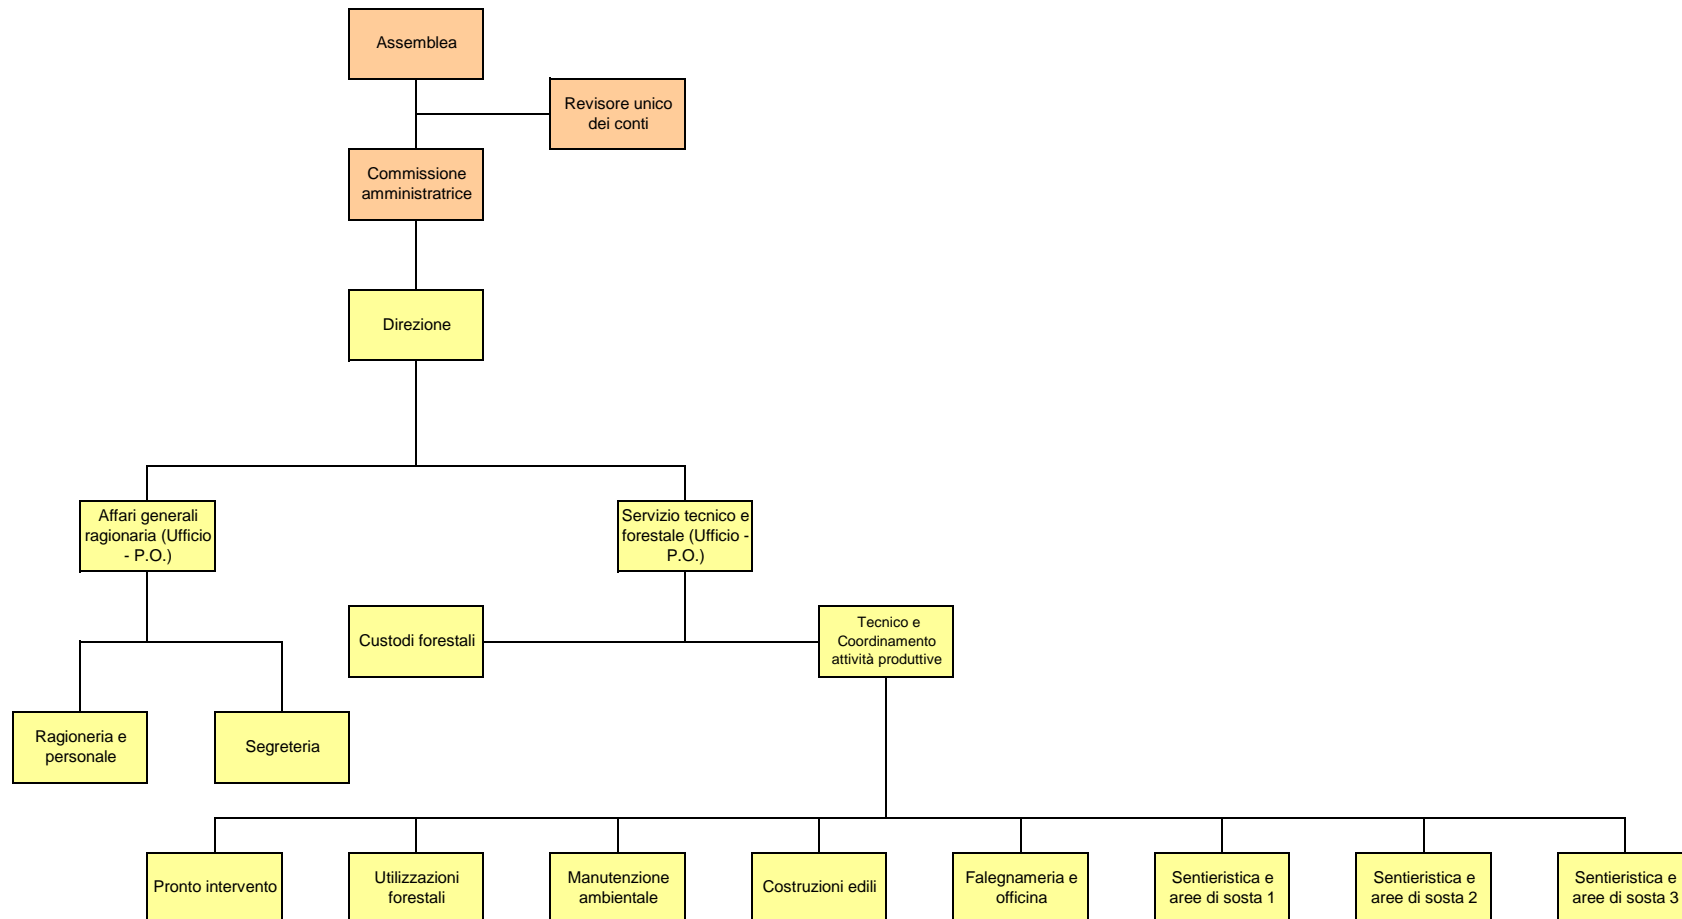 Assemblea
Revisore unico
dei conti
Commissione
amministratrice
Direzione
Affari generali
ragionaria (Ufficio
- P.O.)
Servizio tecnico e
forestale (Ufficio -
P.O.)
Custodi forestali
Tecnico e
Coordinamento
attività produttive
Ragioneria e
personale
Segreteria
Pronto intervento
Utilizzazioni
forestali
Manutenzione
ambientale
Costruzioni edili
Falegnameria e
officina
Sentieristica e
aree di sosta 1
Sentieristica e
aree di sosta 2
Sentieristica e
aree di sosta 3